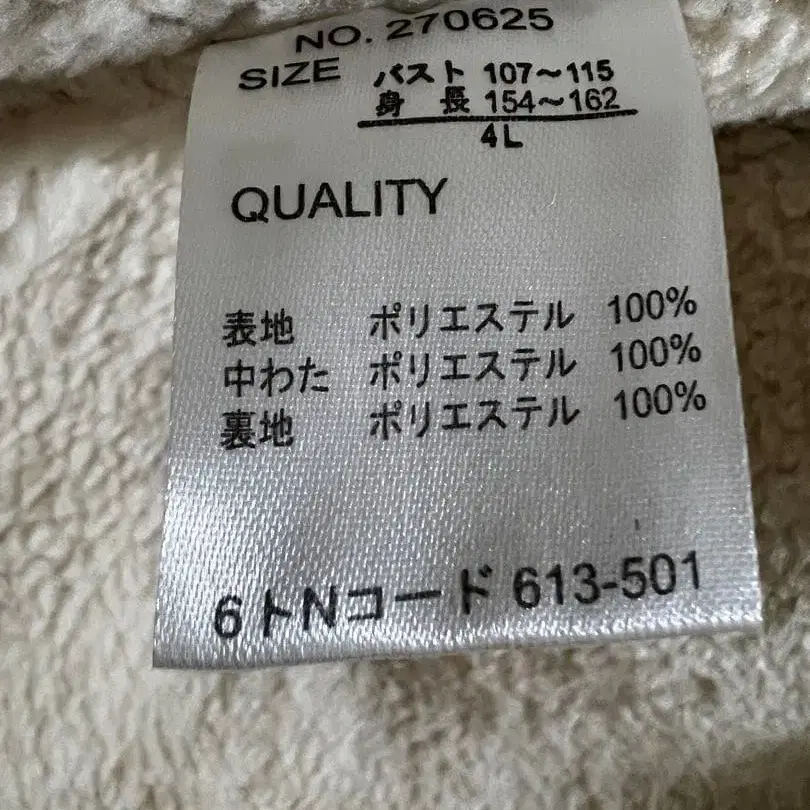 NO. 270625
SIZE バスト 107〜115
身 長 154〜162
4L
QUALITY
表地 ポリエステル 100%
中わた ポリエステル 100%
裏地 ポリエステル 100%
6トNコード 613-501